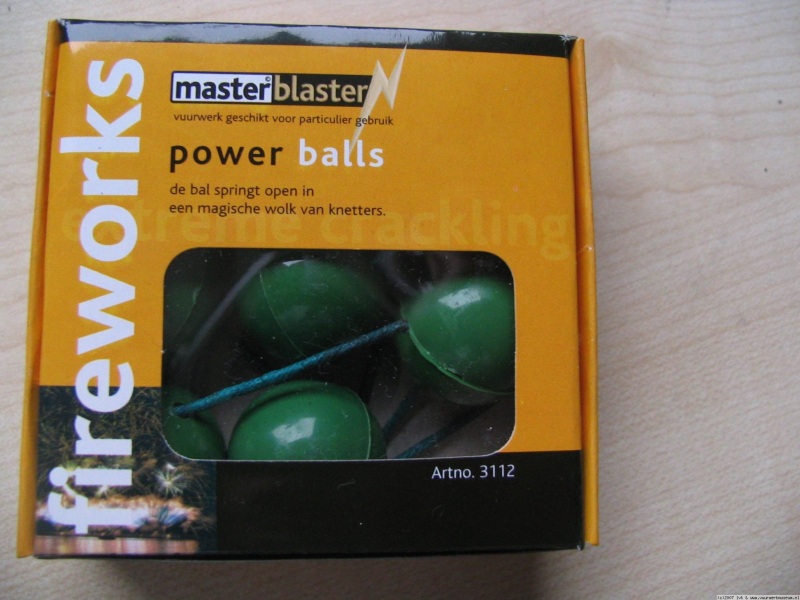 fireworks
master©blaster
vuurwerk geschikt voor particulier gebruik
power balls
de bal springt open in
een magische wolk van knetters.
extreme crackling
Artno. 3112